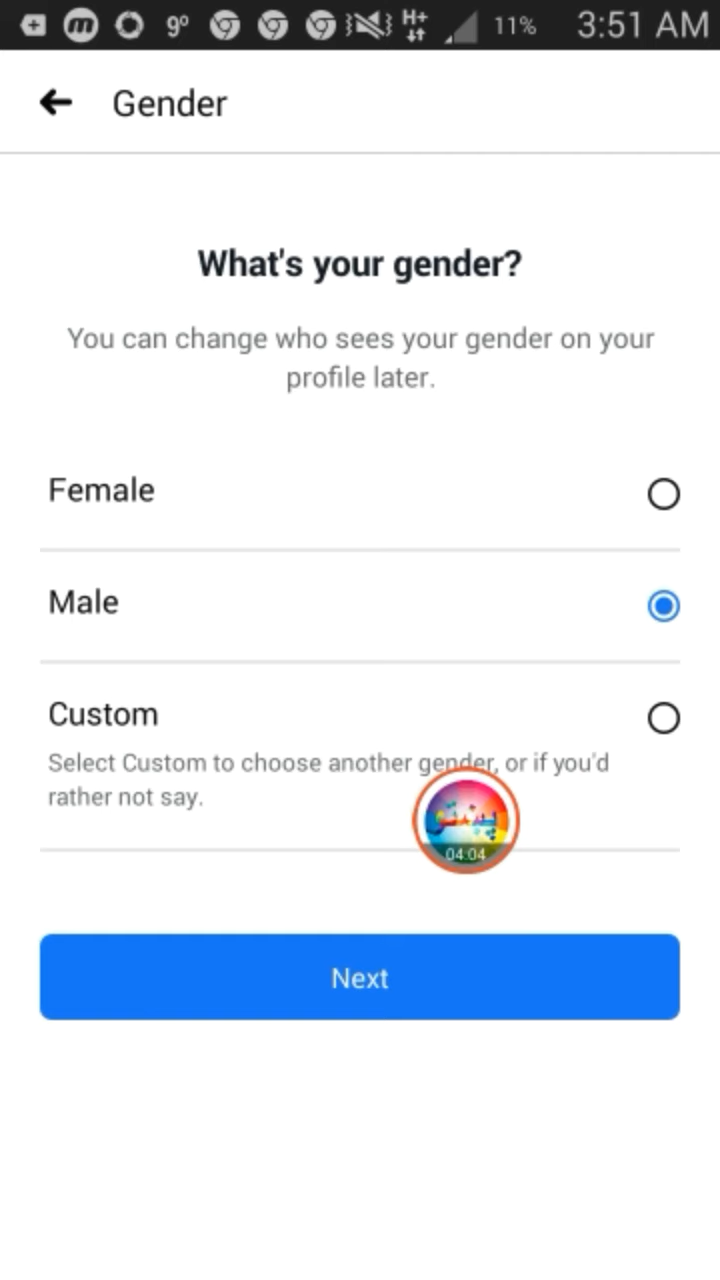 9°
H+
11%
3:51 AM
Gender
What's your gender?
You can change who sees your gender on your
profile later.
Female
Male
Custom
Select Custom to choose another gender, or if you'd
rather not say.
پښتو
04:04
Next